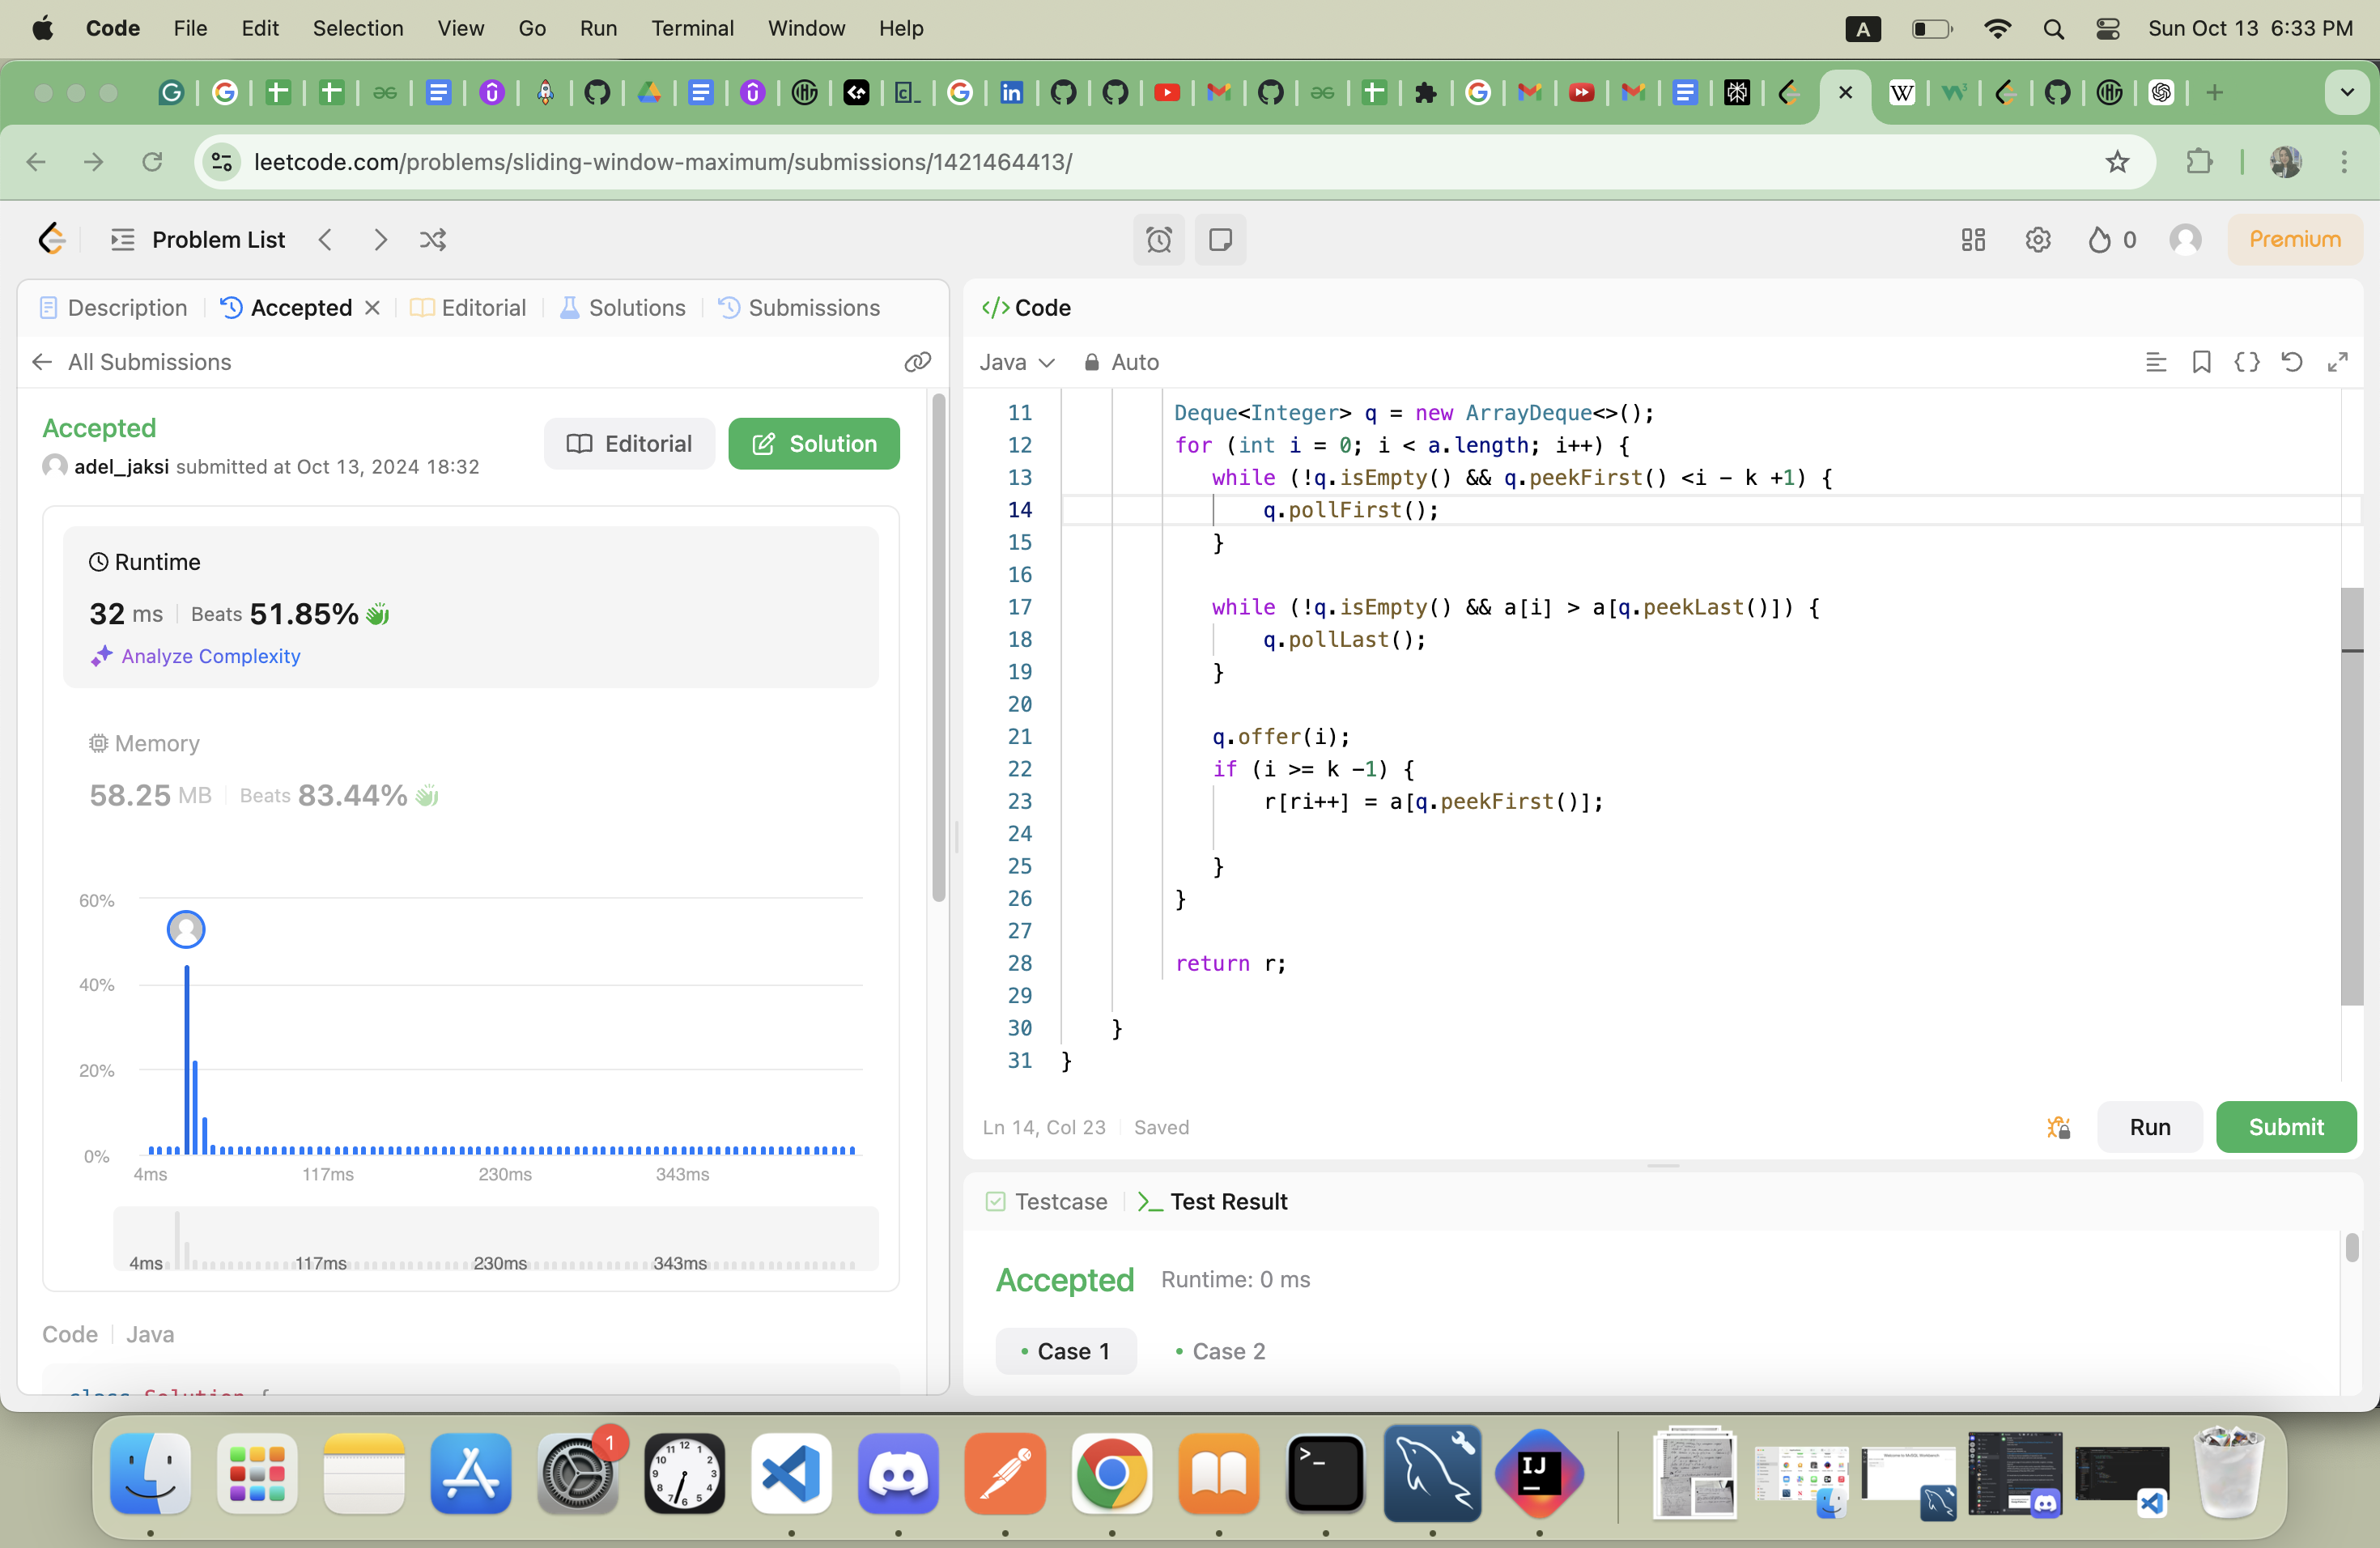 Code File Edit Selection View Go Run Terminal Window Help A Sun Oct 13 6:33 PM
leetcode.com/problems/sliding-window-maximum/submissions/1421464413/
Problem List 0 Premium
Description Accepted Editorial Solutions Submissions
All Submissions
Accepted
adel_jaksi submitted at Oct 13, 2024 18:32
Editorial Solution
Runtime
32 ms Beats 51.85%
Analyze Complexity
Memory
58.25 MB Beats 83.44%
60%
40%
20%
0%
4ms 117ms 230ms 343ms
4ms 117ms 230ms 343ms
Code Java
class Solution {
</> Code
Java Auto
11 Deque<Integer> q = new ArrayDeque<>();
12 for (int i = 0; i < a.length; i++) {
13 while (!q.isEmpty() && q.peekFirst() <i - k +1) {
14 q.pollFirst();
15 }
16
17 while (!q.isEmpty() && a[i] > a[q.peekLast()]) {
18 q.pollLast();
19 }
20
21 q.offer(i);
22 if (i >= k -1) {
23 r[ri++] = a[q.peekFirst()];
24
25 }
26 }
27
28 return r;
29
30 }
31 }
Ln 14, Col 23 Saved
Run Submit
Testcase >_ Test Result
Accepted Runtime: 0 ms
• Case 1 • Case 2
1
IJ